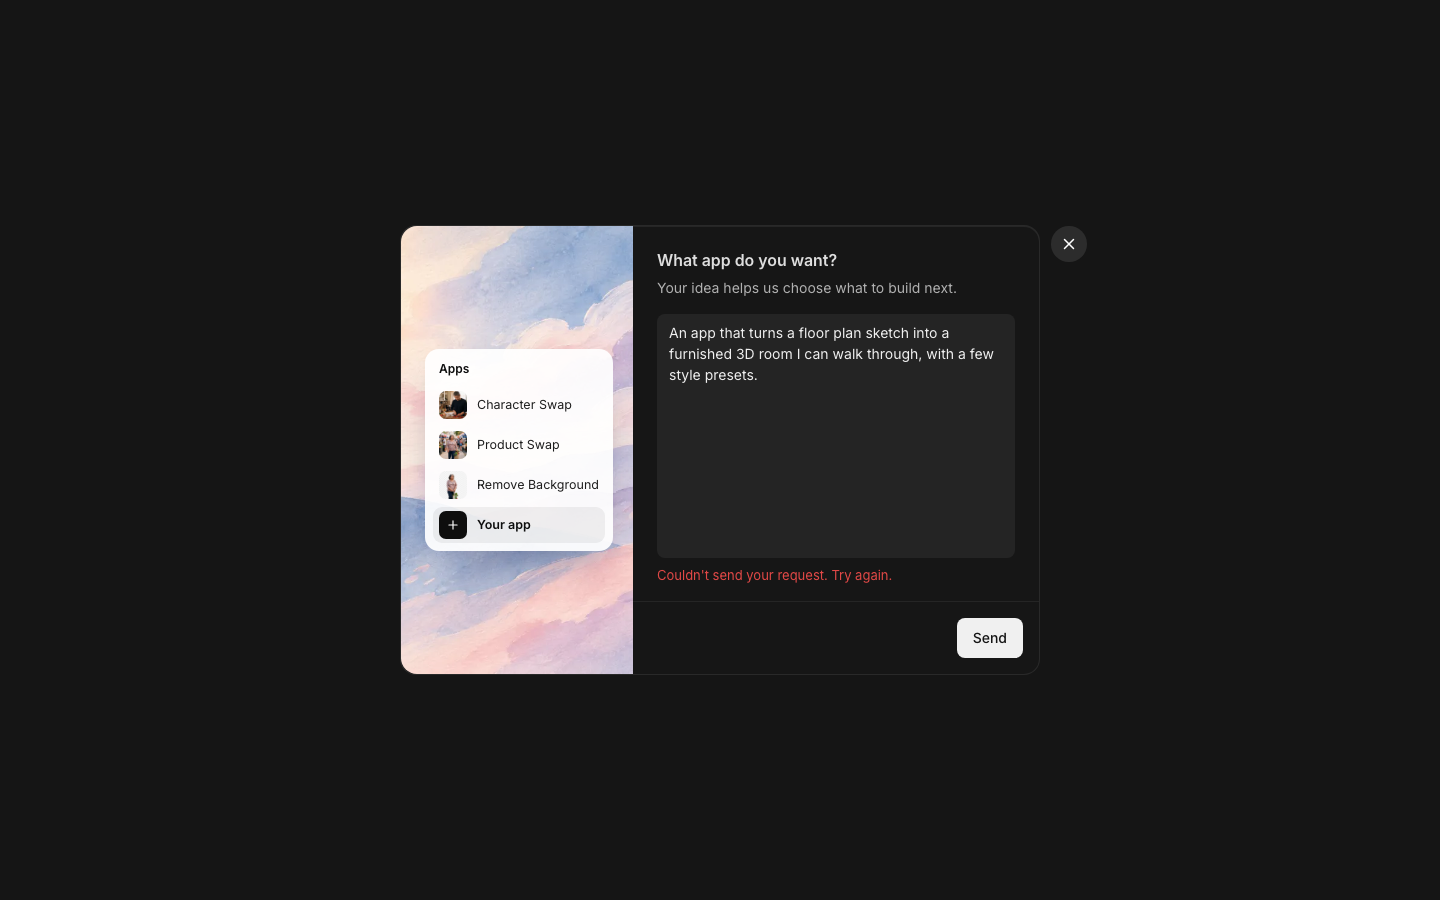 What app do you want?
Your idea helps us choose what to build next.
An app that turns a floor plan sketch into a
furnished 3D room I can walk through, with a few
style presets.
Couldn't send your request. Try again.
Send
Apps
Character Swap
Product Swap
Remove Background
Your app